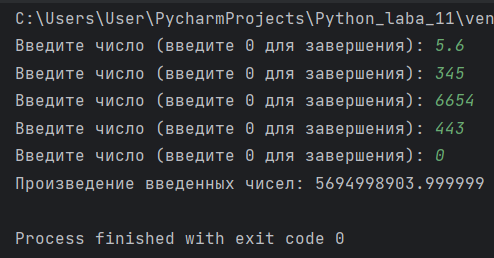 C:\Users\User\PycharmProjects\Python_laba_11\ven
Введите число (введите 0 для завершения): 5.6
Введите число (введите 0 для завершения): 345
Введите число (введите 0 для завершения): 6654
Введите число (введите 0 для завершения): 443
Введите число (введите 0 для завершения): 0
Произведение введенных чисел: 5694998903.999999
Process finished with exit code 0